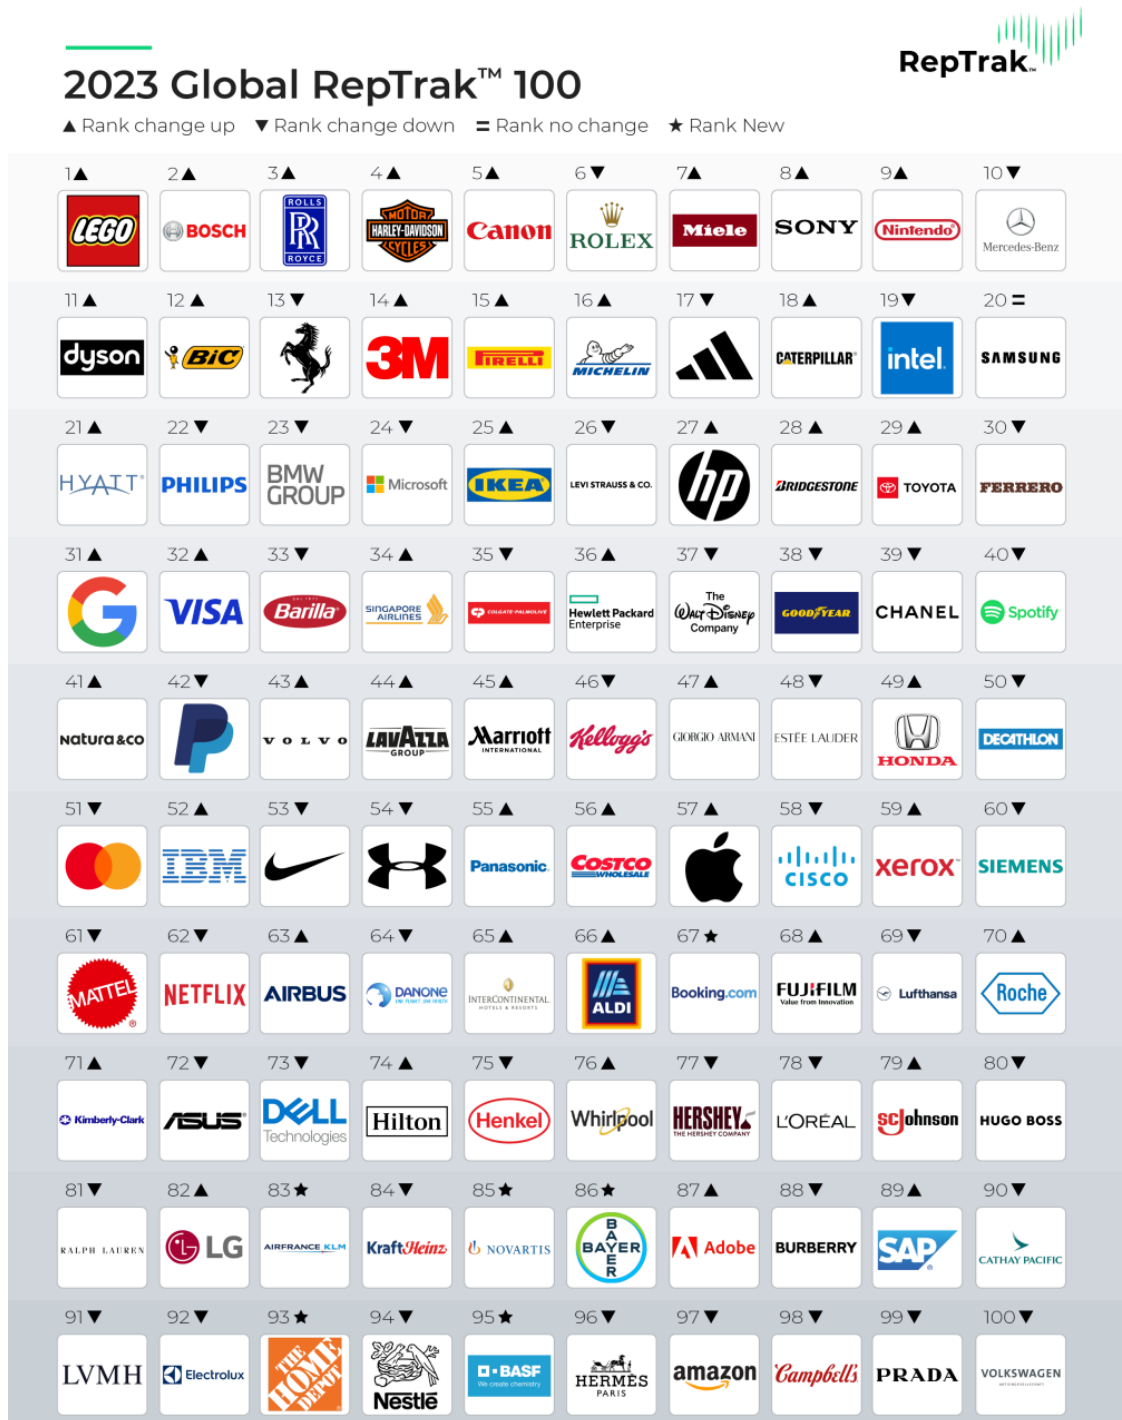 RepTrak™
2023 Global RepTrak™ 100
▲ Rank change up ▼ Rank change down = Rank no change ★ Rank New
1▲ 2▲ 3▲ 4▲ 5▲ 6▼ 7▲ 8▲ 9▲ 10▼
LEGO BOSCH ROLLS RR ROYCE MOTOR HARLEY-DAVIDSON CYCLES Canon ROLEX Miele SONY Nintendo® Mercedes-Benz
11▲ 12▲ 13▼ 14▲ 15▲ 16▲ 17▼ 18▲ 19▼ 20=
dyson BiC 3M PIRELLI MICHELIN CATERPILLAR® intel. SAMSUNG
21▲ 22▼ 23▼ 24▼ 25▲ 26▼ 27▲ 28▲ 29▲ 30▼
HYATT® PHILIPS BMW GROUP Microsoft IKEA LEVI STRAUSS & CO. hp BRIDGESTONE TOYOTA FERRERO
31▲ 32▲ 33▼ 34▲ 35▼ 36▲ 37▼ 38▼ 39▼ 40▼
G VISA Barilla SINGAPORE AIRLINES COLGATE-PALMOLIVE Hewlett Packard Enterprise The WALT DISNEY Company GOODYEAR CHANEL Spotify
41▲ 42▼ 43▲ 44▲ 45▲ 46▼ 47▲ 48▼ 49▲ 50▼
natura &co P VOLVO LAVAZZA GROUP Marriott INTERNATIONAL Kellogg's GIORGIO ARMANI ESTĒE LAUDER HONDA DECATHLON
51▼ 52▲ 53▼ 54▼ 55▲ 56▲ 57▲ 58▼ 59▲ 60▼
IBM Panasonic COSTCO WHOLESALE CISCO xerox™ SIEMENS
61▼ 62▼ 63▲ 64▼ 65▲ 66▲ 67★ 68▲ 69▼ 70▲
MATTEL® NETFLIX AIRBUS DANONE ONE PLANET. ONE HEALTH INTERCONTINENTAL HOTELS & RESORTS ALDI Booking.com FUJIFILM Value from Innovation Lufthansa Roche
71▲ 72▼ 73▼ 74▲ 75▼ 76▲ 77▼ 78▼ 79▲ 80▼
Kimberly-Clark ASUS® DELL Technologies Hilton Henkel Whirlpool HERSHEY THE HERSHEY COMPANY L'ORÉAL SC Johnson HUGO BOSS
81▼ 82▲ 83★ 84▼ 85★ 86★ 87▲ 88▼ 89▲ 90▼
RALPH LAUREN LG AIRFRANCE KLM KraftHeinz NOVARTIS BAYER BAYER Adobe BURBERRY SAP® CATHAY PACIFIC
91▼ 92▼ 93★ 94▼ 95★ 96▼ 97▼ 98▼ 99▼ 100▼
LVMH Electrolux THE HOME DEPOT Nestlé BASF We create chemistry HERMÈS PARIS amazon Campbell's PRADA VOLKSWAGEN